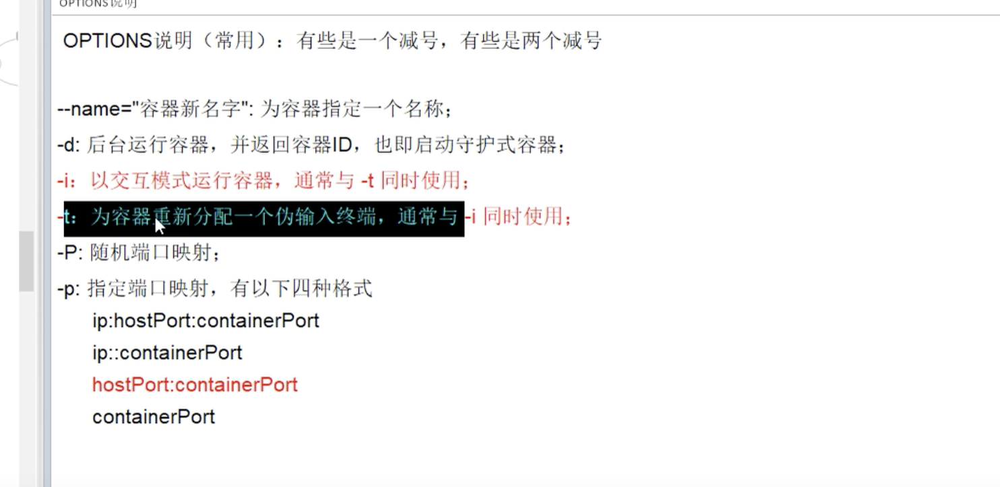 OPTIONS说明
OPTIONS说明（常用）：有些是一个减号，有些是两个减号
--name="容器新名字": 为容器指定一个名称；
-d: 后台运行容器，并返回容器ID，也即启动守护式容器；
-i：以交互模式运行容器，通常与 -t 同时使用；
-t：为容器重新分配一个伪输入终端，通常与 -i 同时使用；
-P: 随机端口映射；
-p: 指定端口映射，有以下四种格式
ip:hostPort:containerPort
ip::containerPort
hostPort:containerPort
containerPort